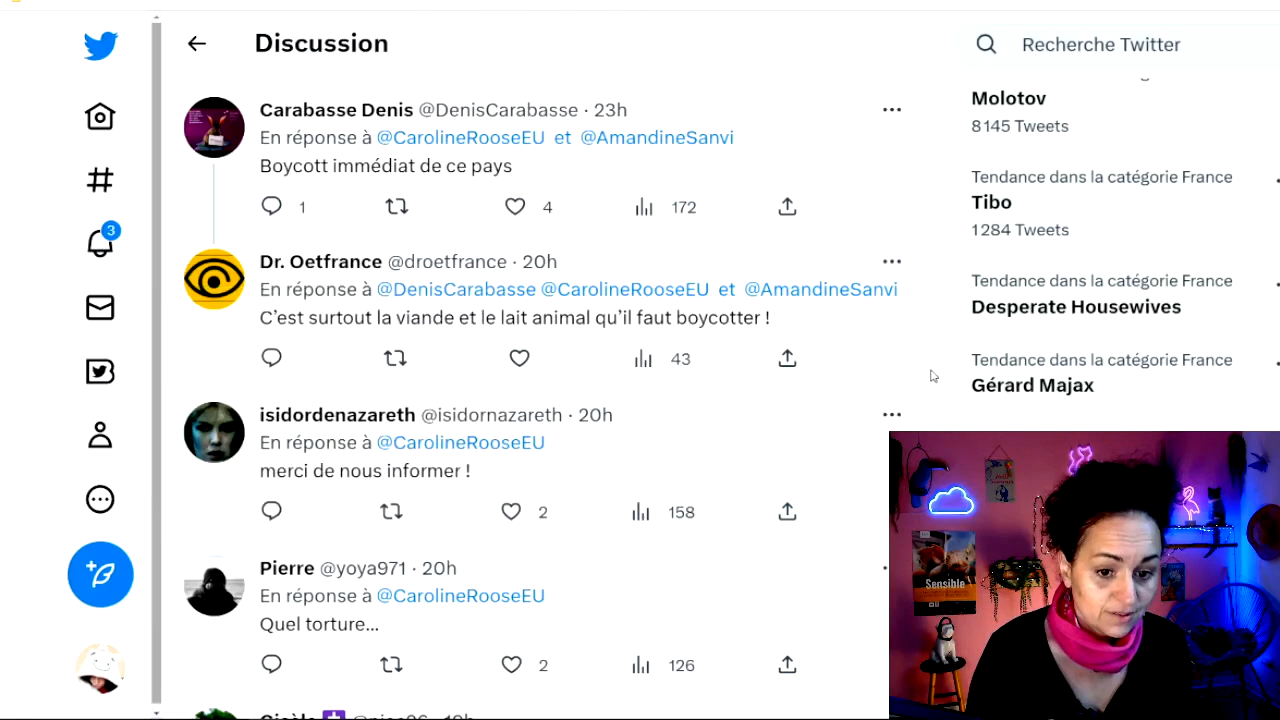 Discussion
Recherche Twitter
Carabasse Denis @DenisCarabasse · 23h
En réponse à @CarolineRooseEU et @AmandineSanvi
Boycott immédiat de ce pays
1
4
172
Dr. Oetfrance @droetfrance · 20h
En réponse à @DenisCarabasse @CarolineRooseEU et @AmandineSanvi
C’est surtout la viande et le lait animal qu’il faut boycotter !
43
isidordenazareth @isidornazareth · 20h
En réponse à @CarolineRooseEU
merci de nous informer !
2
158
Pierre @yoya971 · 20h
En réponse à @CarolineRooseEU
Quel torture...
2
126
3
Molotov
8145 Tweets
Tendance dans la catégorie France
Tibo
1284 Tweets
Tendance dans la catégorie France
Desperate Housewives
Tendance dans la catégorie France
Gérard Majax
Sensible